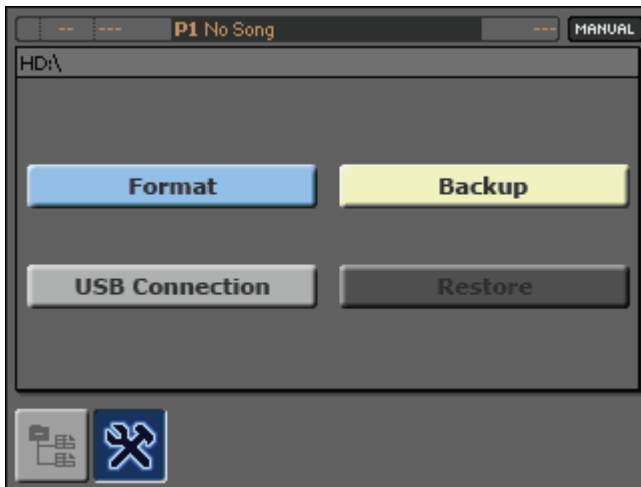 -- --- P1 No Song --- MANUAL
HD:\
Format Backup
USB Connection Restore